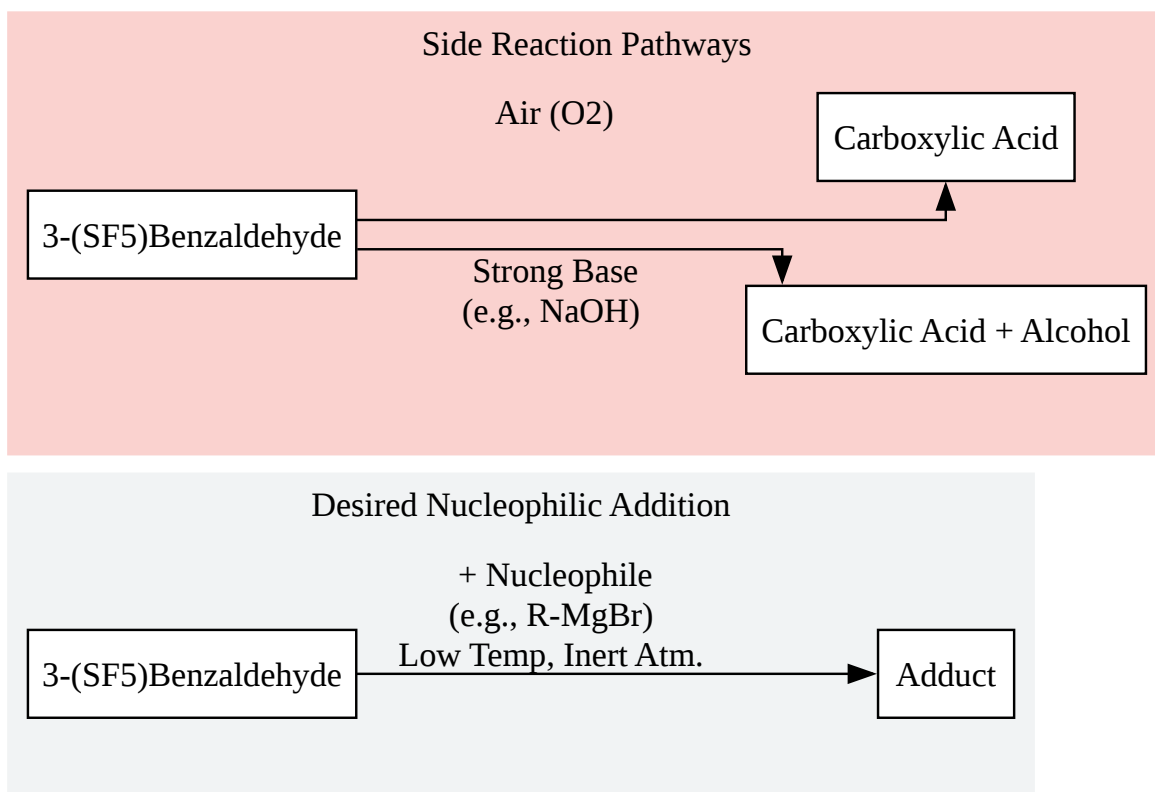 Side Reaction Pathways
Air (O2)
Carboxylic Acid
3-(SF5)Benzaldehyde
Strong Base
(e.g., NaOH)
Carboxylic Acid + Alcohol
Desired Nucleophilic Addition
+ Nucleophile
(e.g., R-MgBr)
Low Temp, Inert Atm.
3-(SF5)Benzaldehyde
Adduct